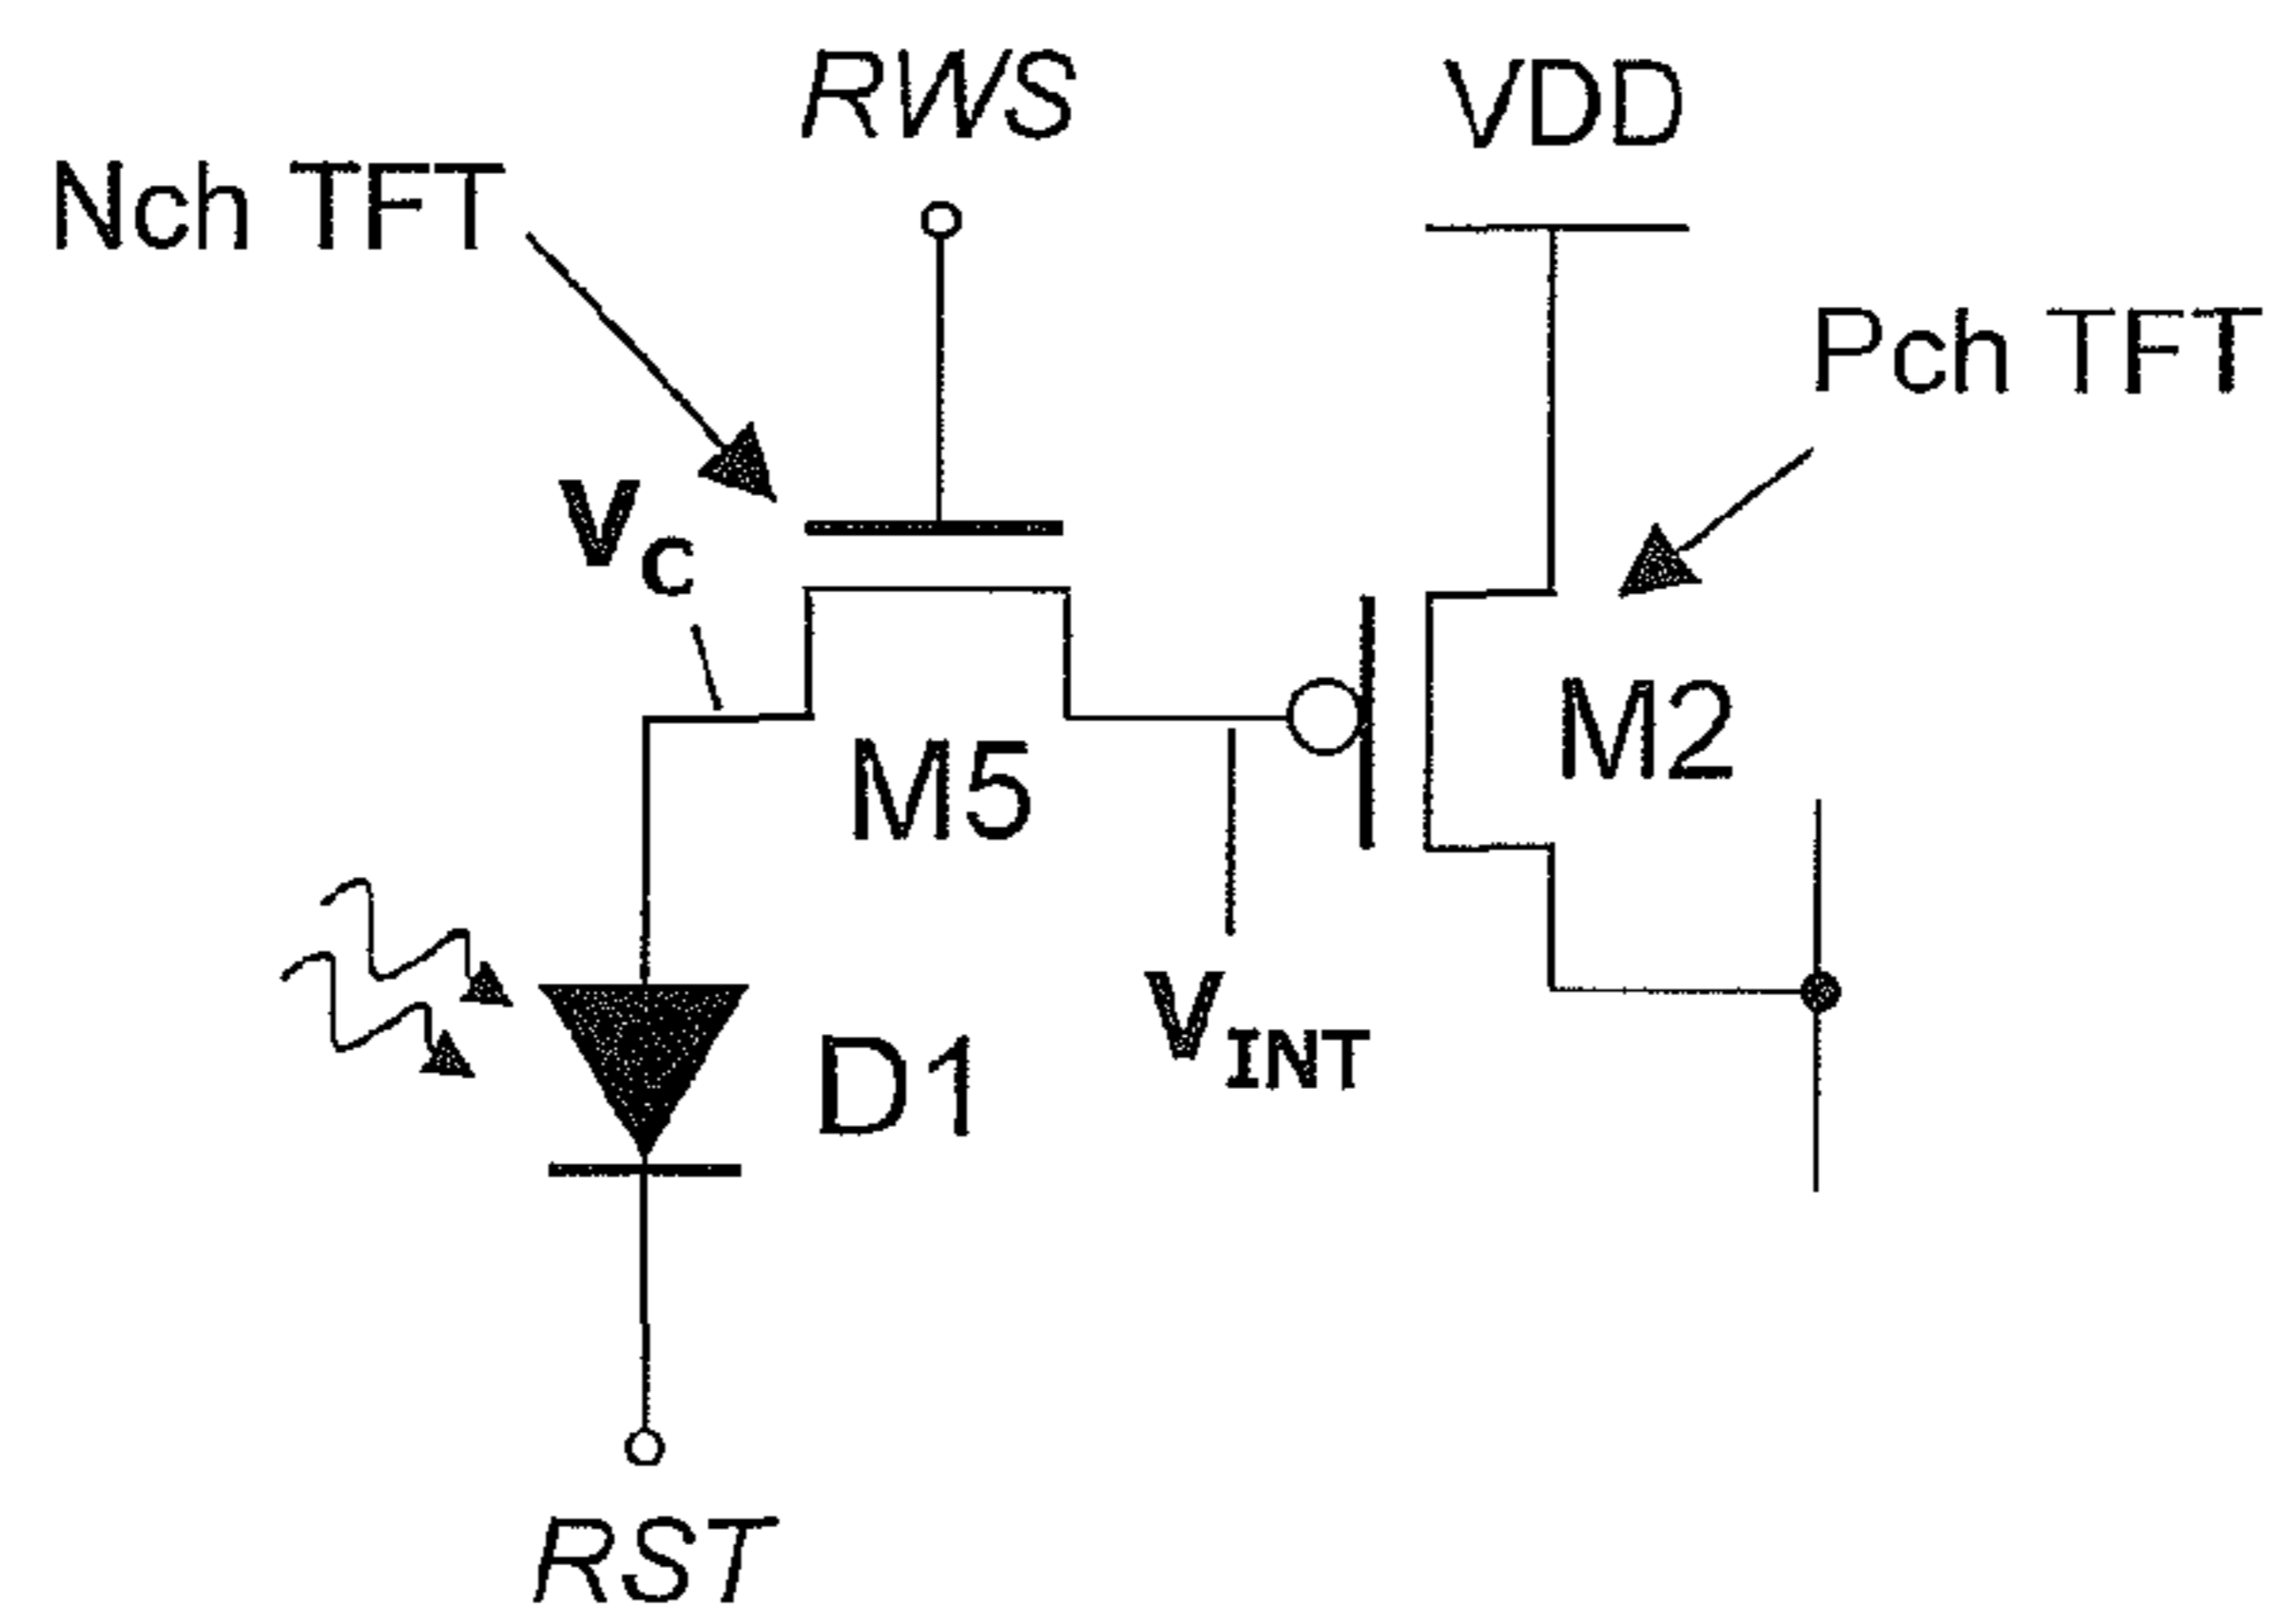 RWS
VDD
Nch TFT
Pch TFT
VC
M2
M5
VINT
D1
RST